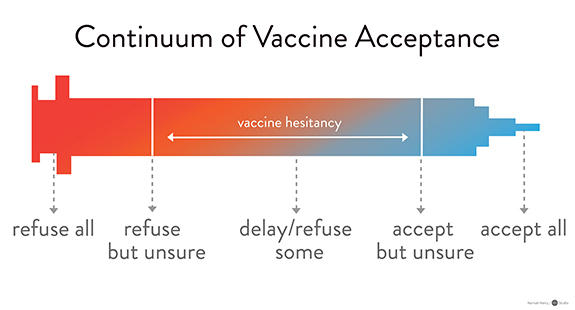 Continuum of Vaccine Acceptance
vaccine hesitancy
refuse all
refuse
but unsure
delay/refuse
some
accept
but unsure
accept all